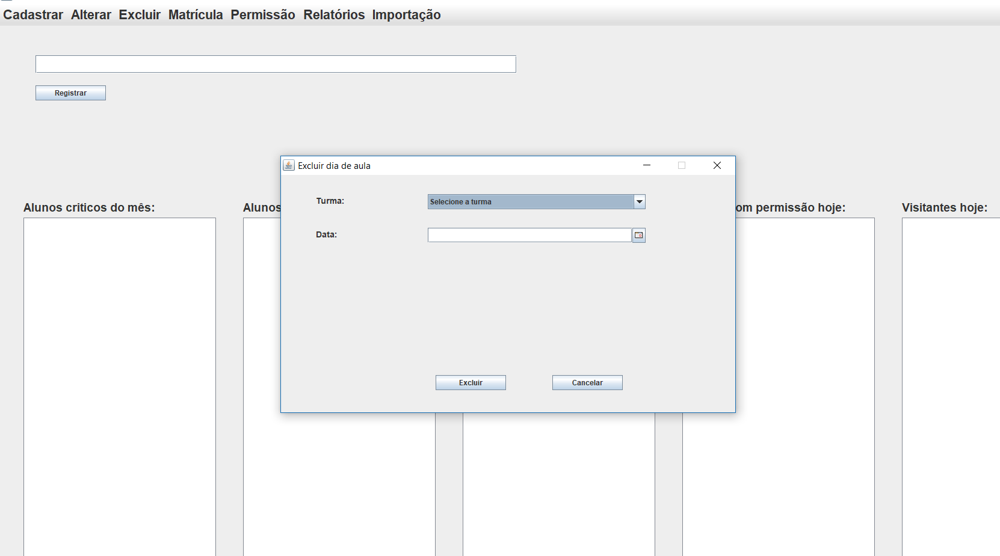 Cadastrar Alterar Excluir Matrícula Permissão Relatórios Importação
Registrar
Excluir dia de aula
Turma:
Selecione a turma
Data:
Excluir
Cancelar
Alunos criticos do mês:
Alunos
om permissão hoje:
Visitantes hoje: